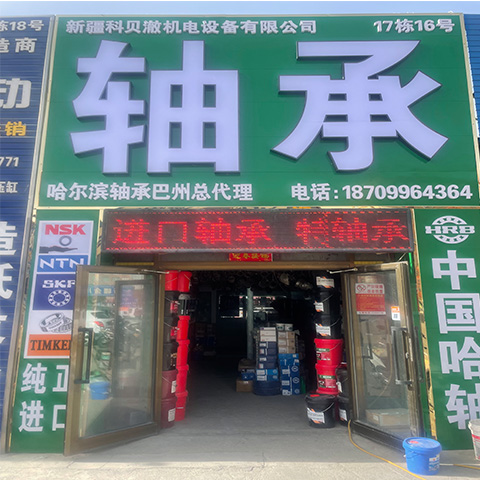 新疆科贝澈机电设备有限公司 17栋16号
轴承
哈尔滨轴承巴州总代理 电话:18709964364
进口轴承 特轴承
NSK
NTN
SKF
TIMKEN
纯正
进口
HRB
中国哈轴
栋18号
造商
动
销
771
压缸